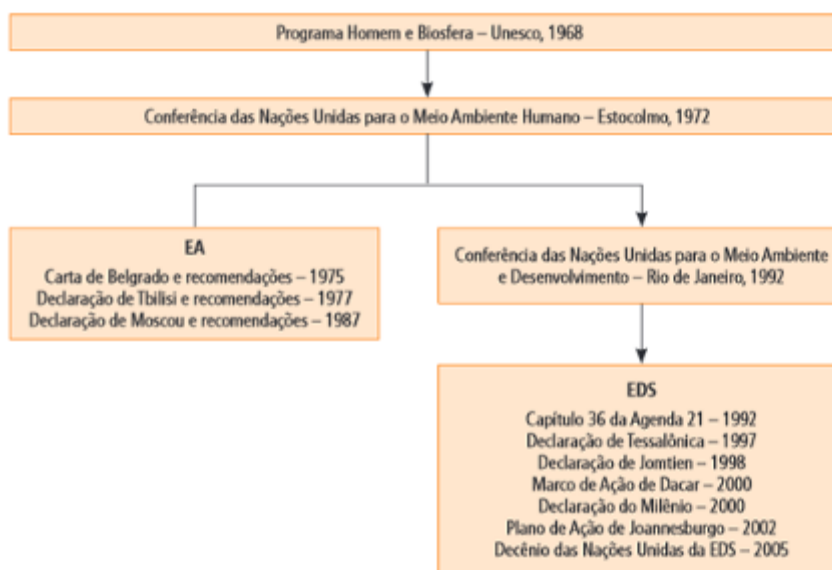 Programa Homem e Biosfera – Unesco, 1968
Conferência das Nações Unidas para o Meio Ambiente Humano – Estocolmo, 1972
EA
Carta de Belgrado e recomendações – 1975
Declaração de Tbilisi e recomendações – 1977
Declaração de Moscou e recomendações – 1987
Conferência das Nações Unidas para o Meio Ambiente
e Desenvolvimento – Rio de Janeiro, 1992
EDS
Capítulo 36 da Agenda 21 – 1992
Declaração de Tessalônica – 1997
Declaração de Jomtien – 1998
Marco de Ação de Dacar – 2000
Declaração do Milênio – 2000
Plano de Ação de Joannesburgo – 2002
Decênio das Nações Unidas da EDS – 2005